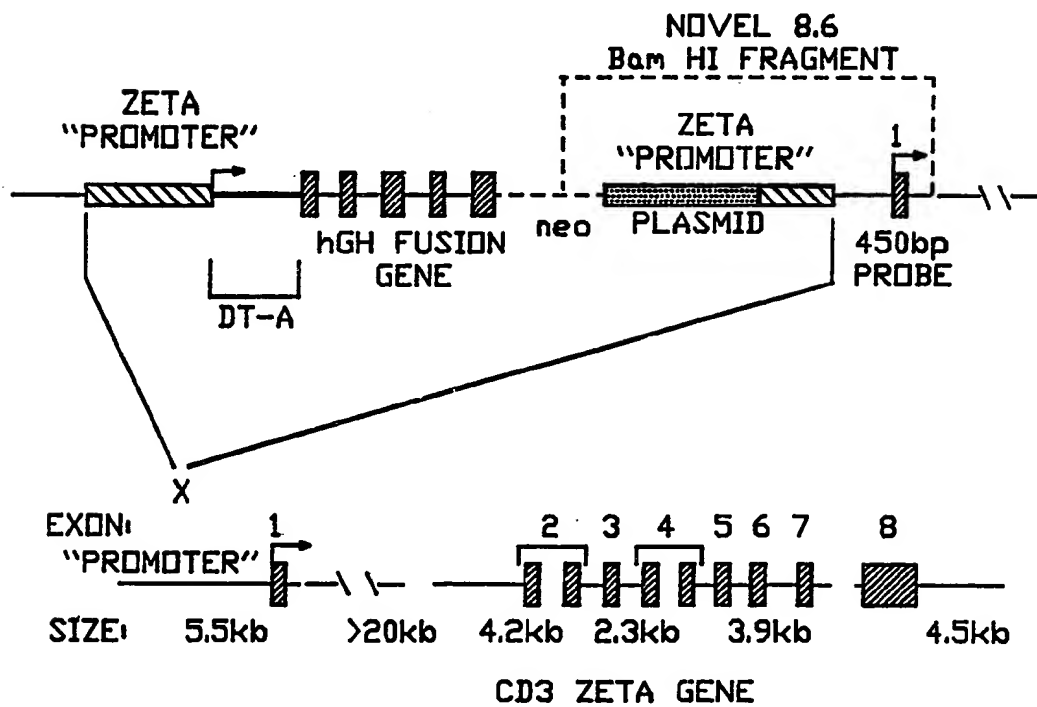 NOVEL 8.6
Bam HI FRAGMENT
ZETA
"PROMOTER"
ZETA
"PROMOTER"
1
hGH FUSION
GENE
neo
PLASMID
450bp
PROBE
DT-A
X
EXON: 1 2 3 4 5 6 7 8
"PROMOTER"
SIZE: 5.5kb >20kb 4.2kb 2.3kb 3.9kb 4.5kb
CD3 ZETA GENE